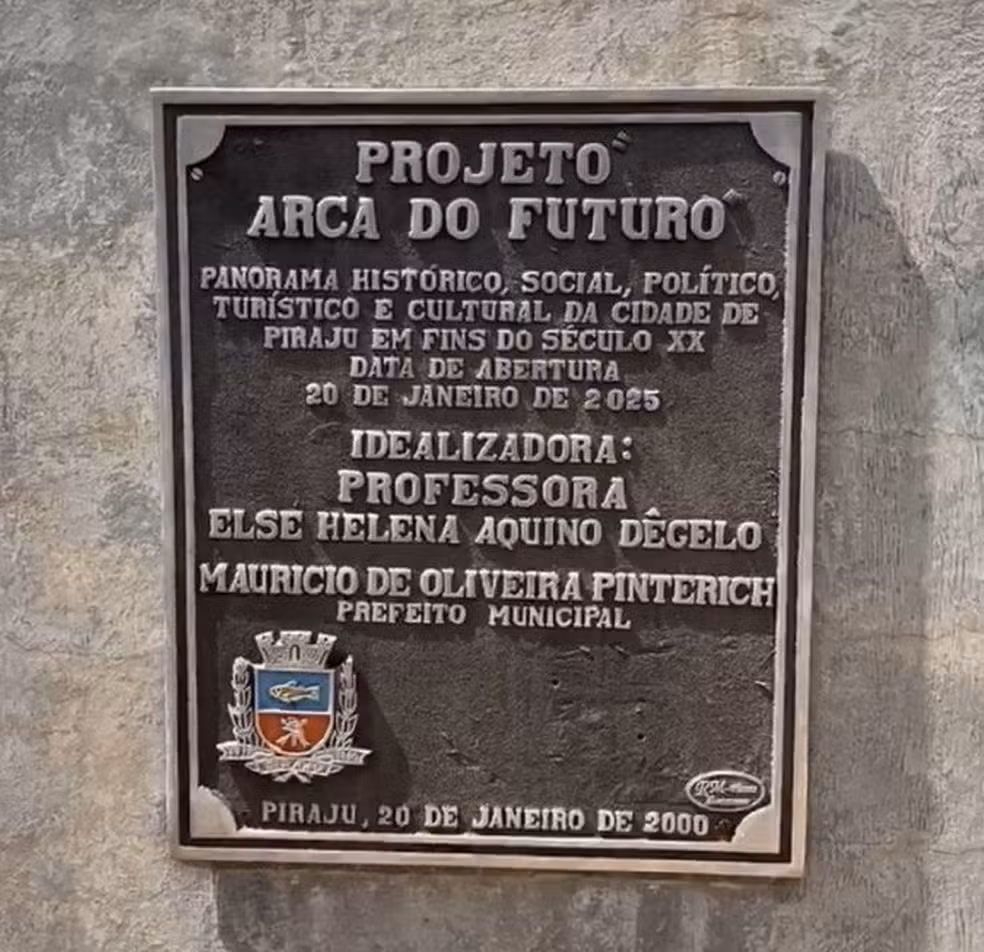 PROJETO
ARCA DO FUTURO
PANORAMA HISTÓRICO, SOCIAL, POLÍTICO,
TURÍSTICO E CULTURAL DA CIDADE DE
PIRAJU EM FINS DO SÉCULO XX
DATA DE ABERTURA
20 DE JANEIRO DE 2025
IDEALIZADORA:
PROFESSORA
ELSE HELENA AQUINO DÊGELO
MAURICIO DE OLIVEIRA PINTERICH
PREFEITO MUNICIPAL
PIRAJU, 20 DE JANEIRO DE 2000